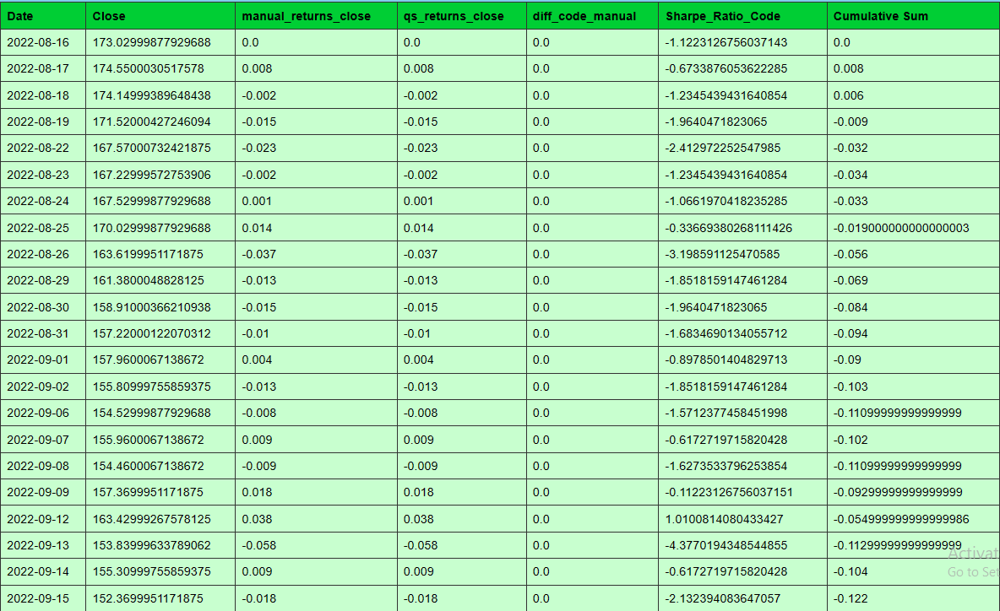 Date Close manual_returns_close qs_returns_close diff_code_manual Sharpe_Ratio_Code Cumulative Sum
2022-08-16 173.02999877929688 0.0 0.0 0.0 -1.1223126756037143 0.0
2022-08-17 174.5500030517578 0.008 0.008 0.0 -0.6733876053622285 0.008
2022-08-18 174.14999389648438 -0.002 -0.002 0.0 -1.2345439431640854 0.006
2022-08-19 171.52000427246094 -0.015 -0.015 0.0 -1.9640471823065 -0.009
2022-08-22 167.57000732421875 -0.023 -0.023 0.0 -2.412972252547985 -0.032
2022-08-23 167.22999572753906 -0.002 -0.002 0.0 -1.2345439431640854 -0.034
2022-08-24 167.52999877929688 0.001 0.001 0.0 -1.0661970418235285 -0.033
2022-08-25 170.02999877929688 0.014 0.014 0.0 -0.33669380268111426 -0.019000000000000003
2022-08-26 163.6199951171875 -0.037 -0.037 0.0 -3.198591125470585 -0.056
2022-08-29 161.3800048828125 -0.013 -0.013 0.0 -1.8518159147461284 -0.069
2022-08-30 158.91000366210938 -0.015 -0.015 0.0 -1.9640471823065 -0.084
2022-08-31 157.22000122070312 -0.01 -0.01 0.0 -1.6834690134055712 -0.094
2022-09-01 157.9600067138672 0.004 0.004 0.0 -0.8978501404829713 -0.09
2022-09-02 155.80999755859375 -0.013 -0.013 0.0 -1.8518159147461284 -0.103
2022-09-06 154.52999877929688 -0.008 -0.008 0.0 -1.5712377458451998 -0.11099999999999999
2022-09-07 155.9600067138672 0.009 0.009 0.0 -0.6172719715820428 -0.102
2022-09-08 154.4600067138672 -0.009 -0.009 0.0 -1.6273533796253854 -0.11099999999999999
2022-09-09 157.3699951171875 0.018 0.018 0.0 -0.11223126756037151 -0.09299999999999999
2022-09-12 163.42999267578125 0.038 0.038 0.0 1.0100814080433427 -0.054999999999999986
2022-09-13 153.83999633789062 -0.058 -0.058 0.0 -4.3770194348544855 -0.11299999999999999
Activat
2022-09-14 155.30999755859375 0.009 0.009 0.0 -0.6172719715820428 -0.104
Go to Set
2022-09-15 152.3699951171875 -0.018 -0.018 0.0 -2.132394083647057 -0.122